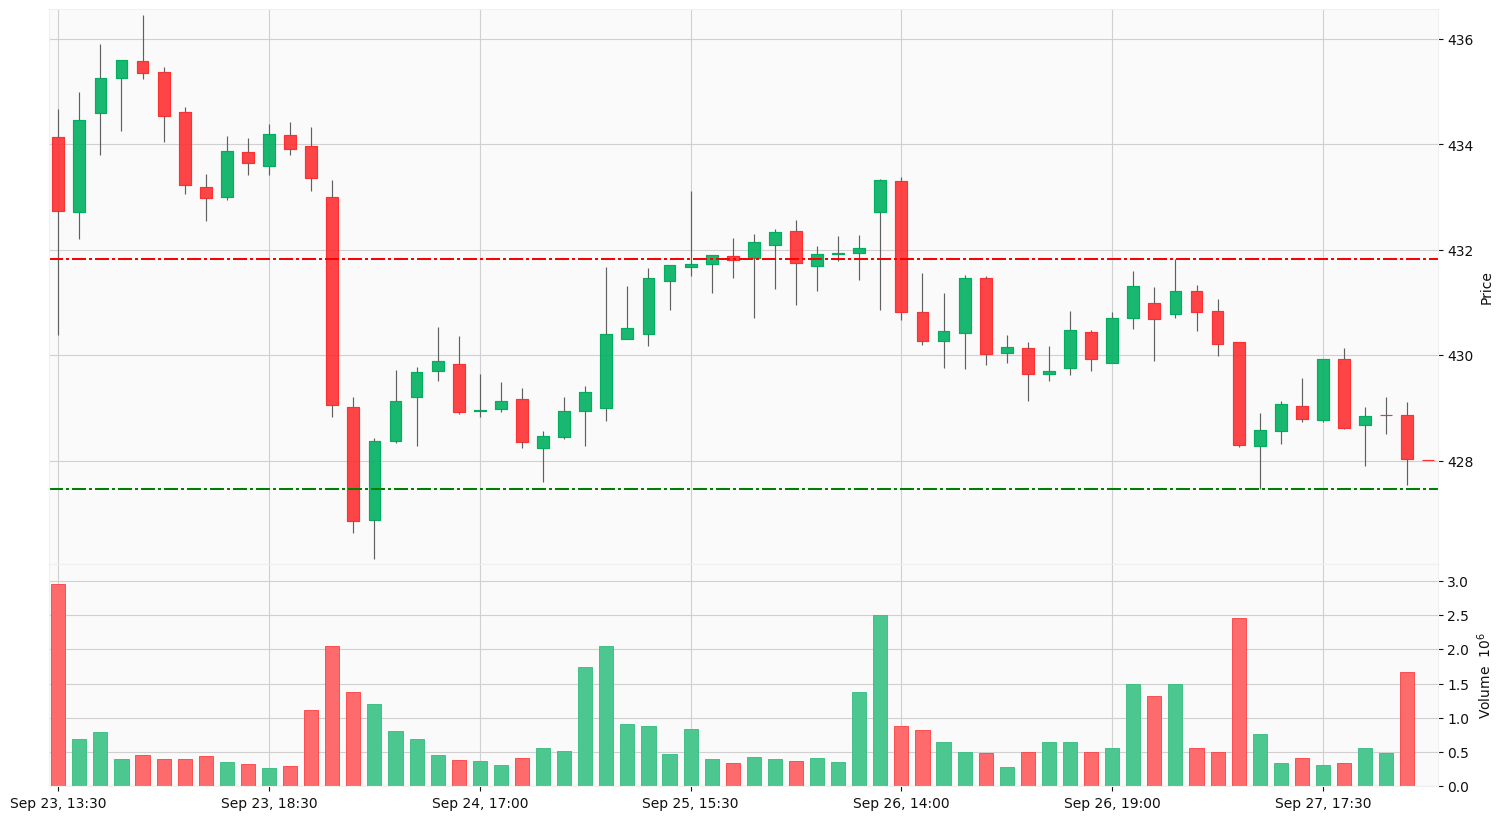 436
434
432
430
428
Price
3.0
2.5
2.0
1.5
1.0
0.5
0.0
Volume 10⁶
Sep 23, 13:30
Sep 23, 18:30
Sep 24, 17:00
Sep 25, 15:30
Sep 26, 14:00
Sep 26, 19:00
Sep 27, 17:30